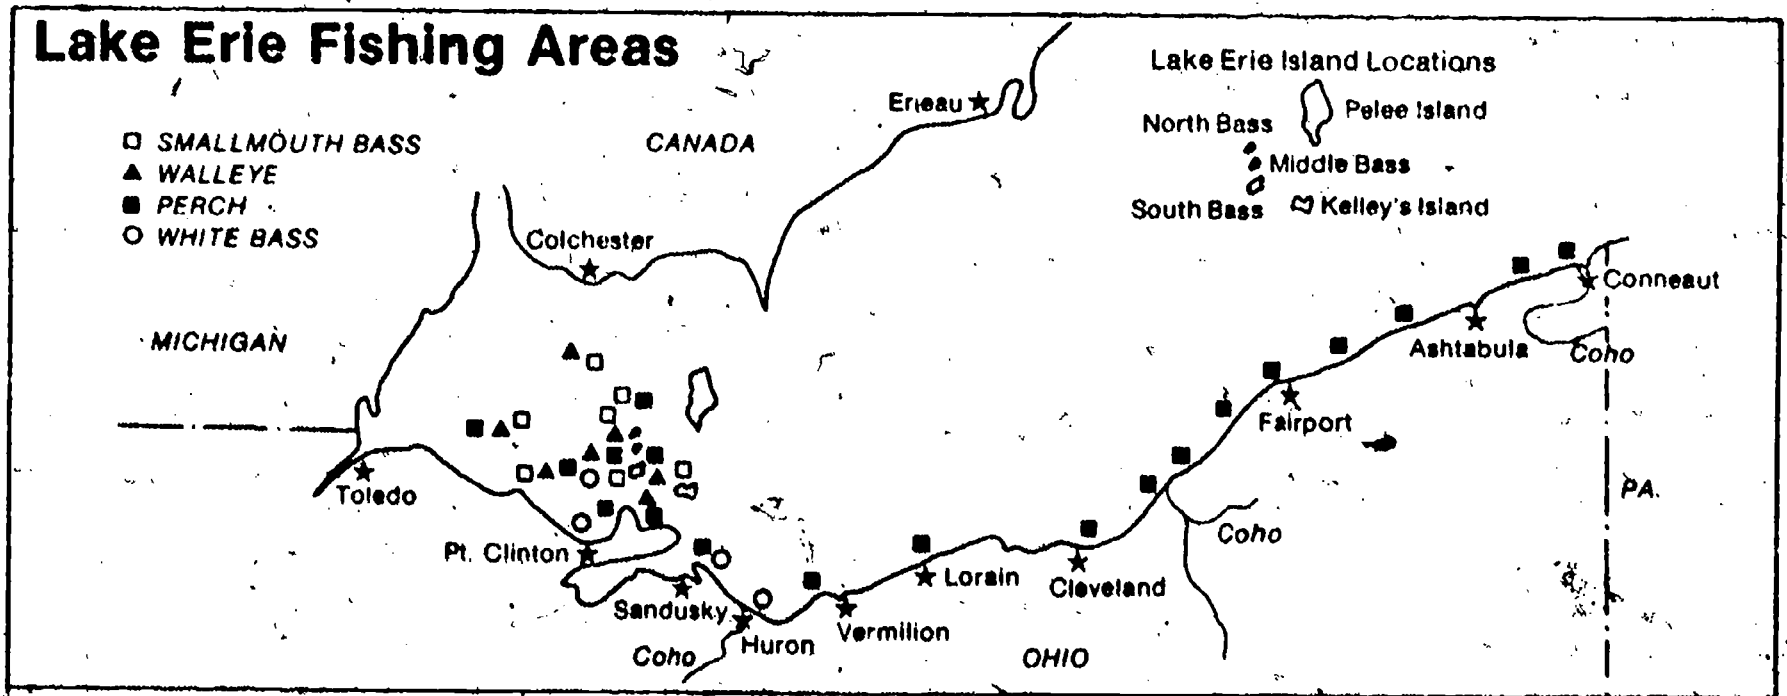 Lake Erie Fishing Areas
SMALLMOUTH BASS
WALLEYE
PERCH
WHITE BASS
CANADA
Erieau
Lake Erie Island Locations
Pelee Island
North Bass
Middle Bass
South Bass
Kelley's Island
Colchester
MICHIGAN
Conneaut
Ashtabula
Coho
Fairport
Toledo
PA.
Pt. Clinton
Coho
Lorain
Cleveland
Sandusky
Huron
Vermilion
Coho
OHIO